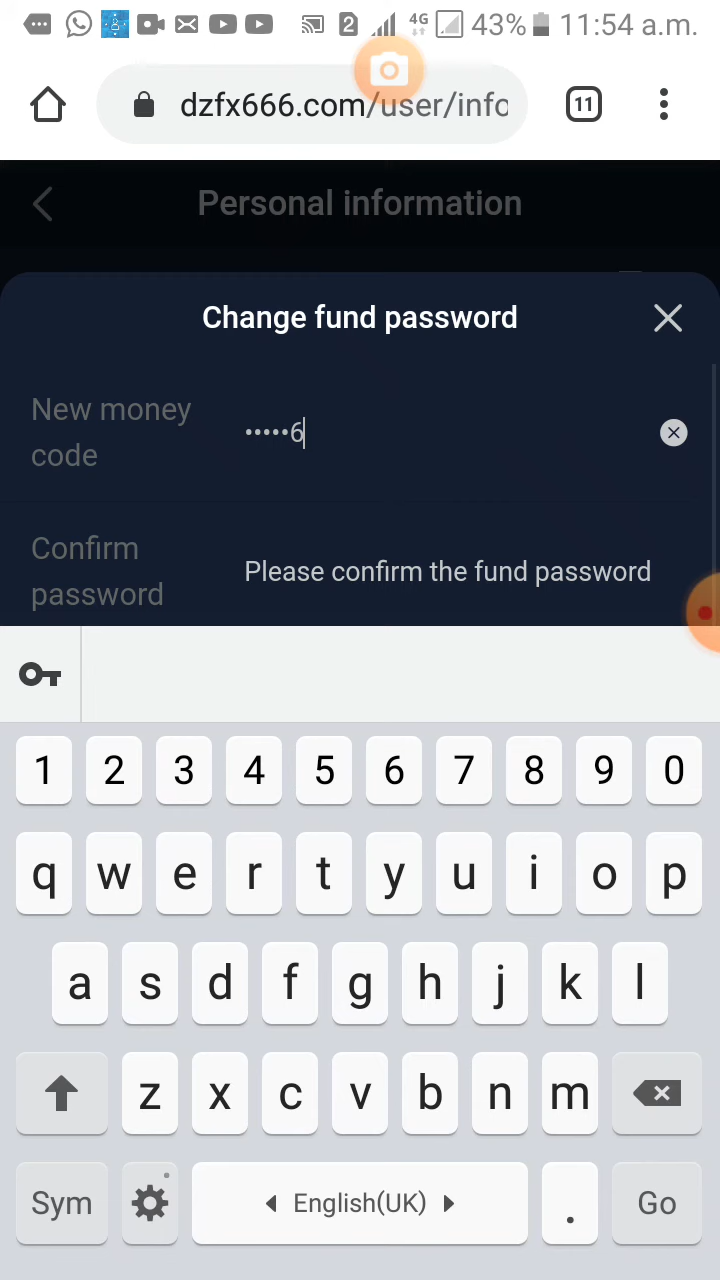 2 4G 43% 11:54 a.m.
dzfx666.com/user/info
11
Personal information
Change fund password
New money
code
•••••6
Confirm
password
Please confirm the fund password
1 2 3 4 5 6 7 8 9 0
q w e r t y u i o p
a s d f g h j k l
z x c v b n m
Sym English(UK) . Go